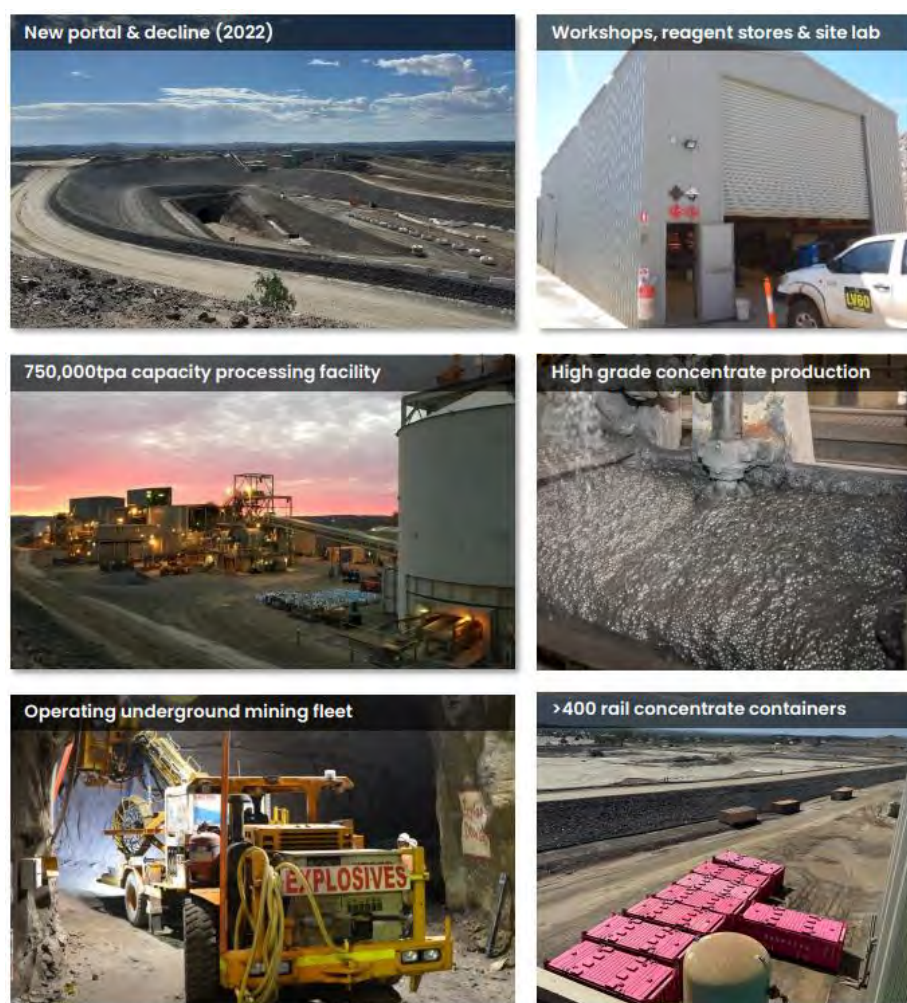 New portal & decline (2022)
Workshops, reagent stores & site lab
LV60
750,000tpa capacity processing facility
High grade concentrate production
Operating underground mining fleet
EXPLOSIVES
>400 rail concentrate containers